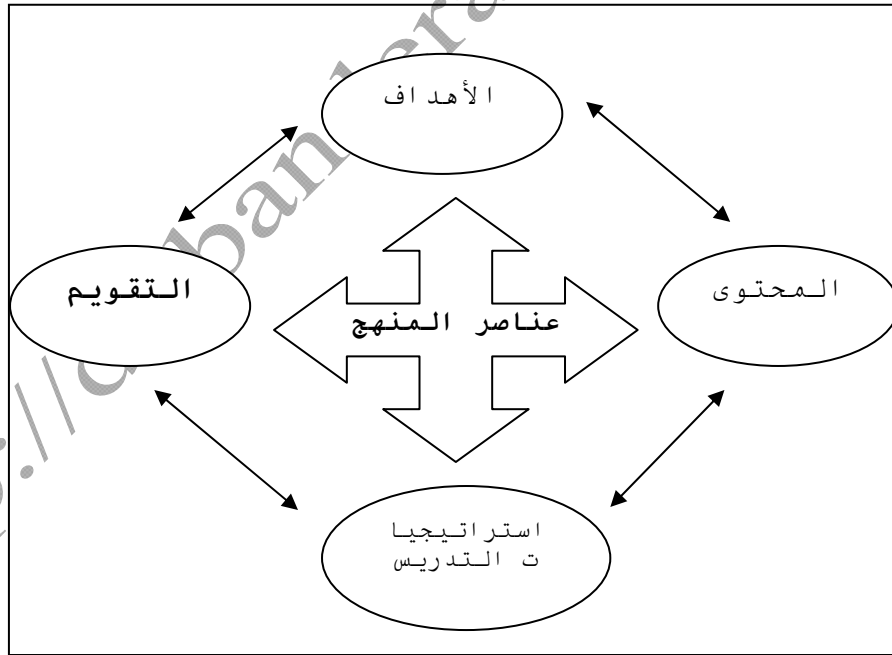 الأهداف
المحتوى
عناصر المنهج
التقويم
استراتيجيا
ت التدريس